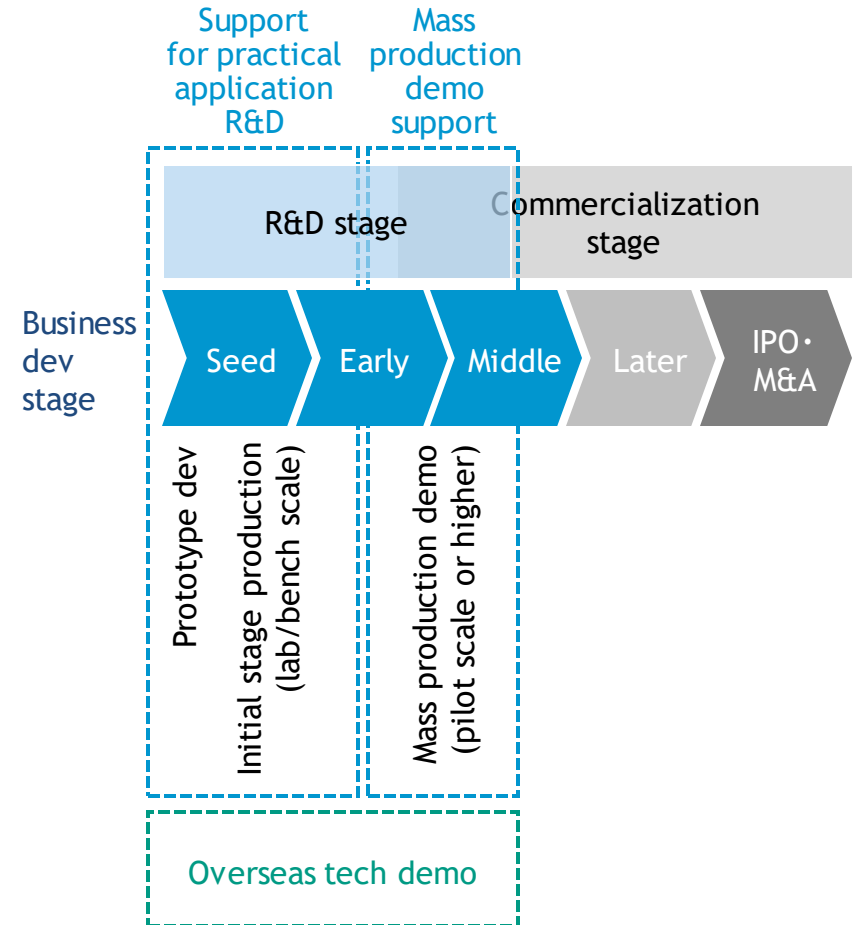 Support
for practical
application
R&D
Mass
production
demo
support
R&D stage
Commercialization
stage
Business
dev
stage
Seed
Early
Middle
Later
IPO・
M&A
Prototype dev
Initial stage production
(lab/bench scale)
Mass production demo
(pilot scale or higher)
Overseas tech demo